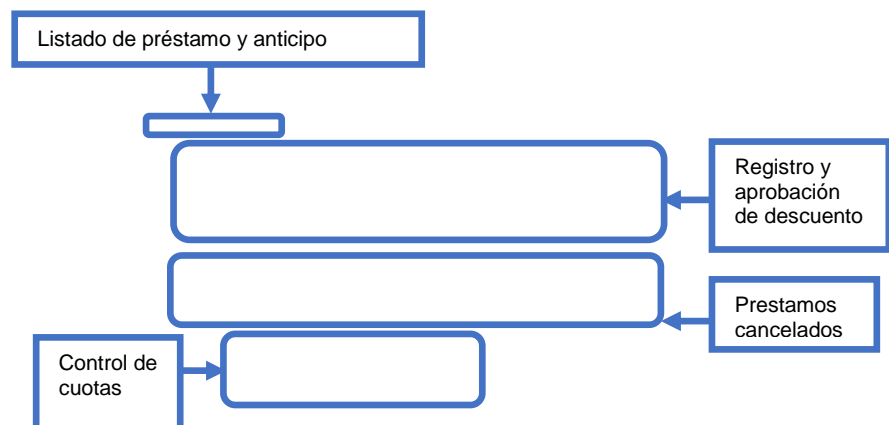 Listado de préstamo y anticipo
Registro y
aprobación
de descuento
Prestamos
cancelados
Control de
cuotas